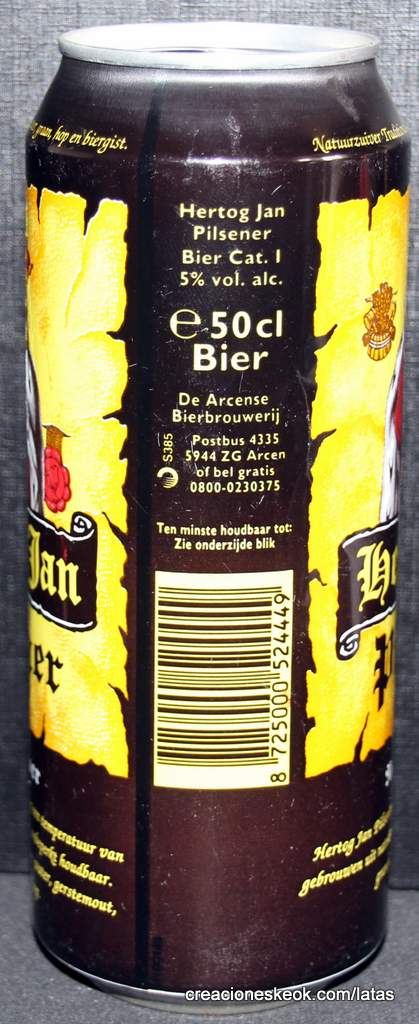 graan, hop en biergist.
Natuurzuiver
Hertog Jan
Pilsener
Bier Cat. I
5% vol. alc.
e 50cl
Bier
De Arcense
Bierbrouwerij
S385
Postbus 4335
5944 ZG Arcen
of bel gratis
0800-0230375
Ten minste houdbaar tot:
Zie onderzijde blik
8 725000 524449
Jan
temperatuur van
houdbaar.
gerstemout,
Hertog Jan
gebrouwen
creacioneskeok.com/latas